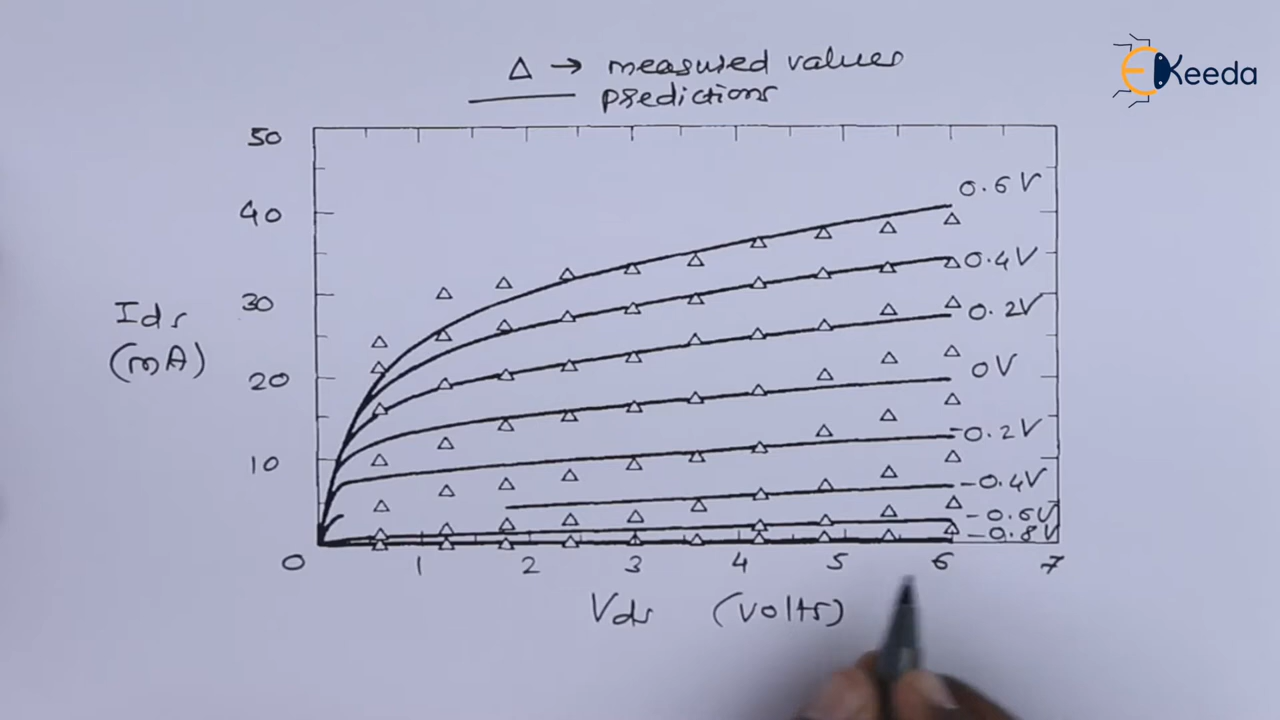 △ → measured values
— predictions
EKeeda
50
40
30
20
10
0
Ids
(mA)
0.6V
0.4V
0.2V
0V
-0.2V
-0.4V
-0.6V
-0.8V
1 2 3 4 5 6 7
Vds (volts)